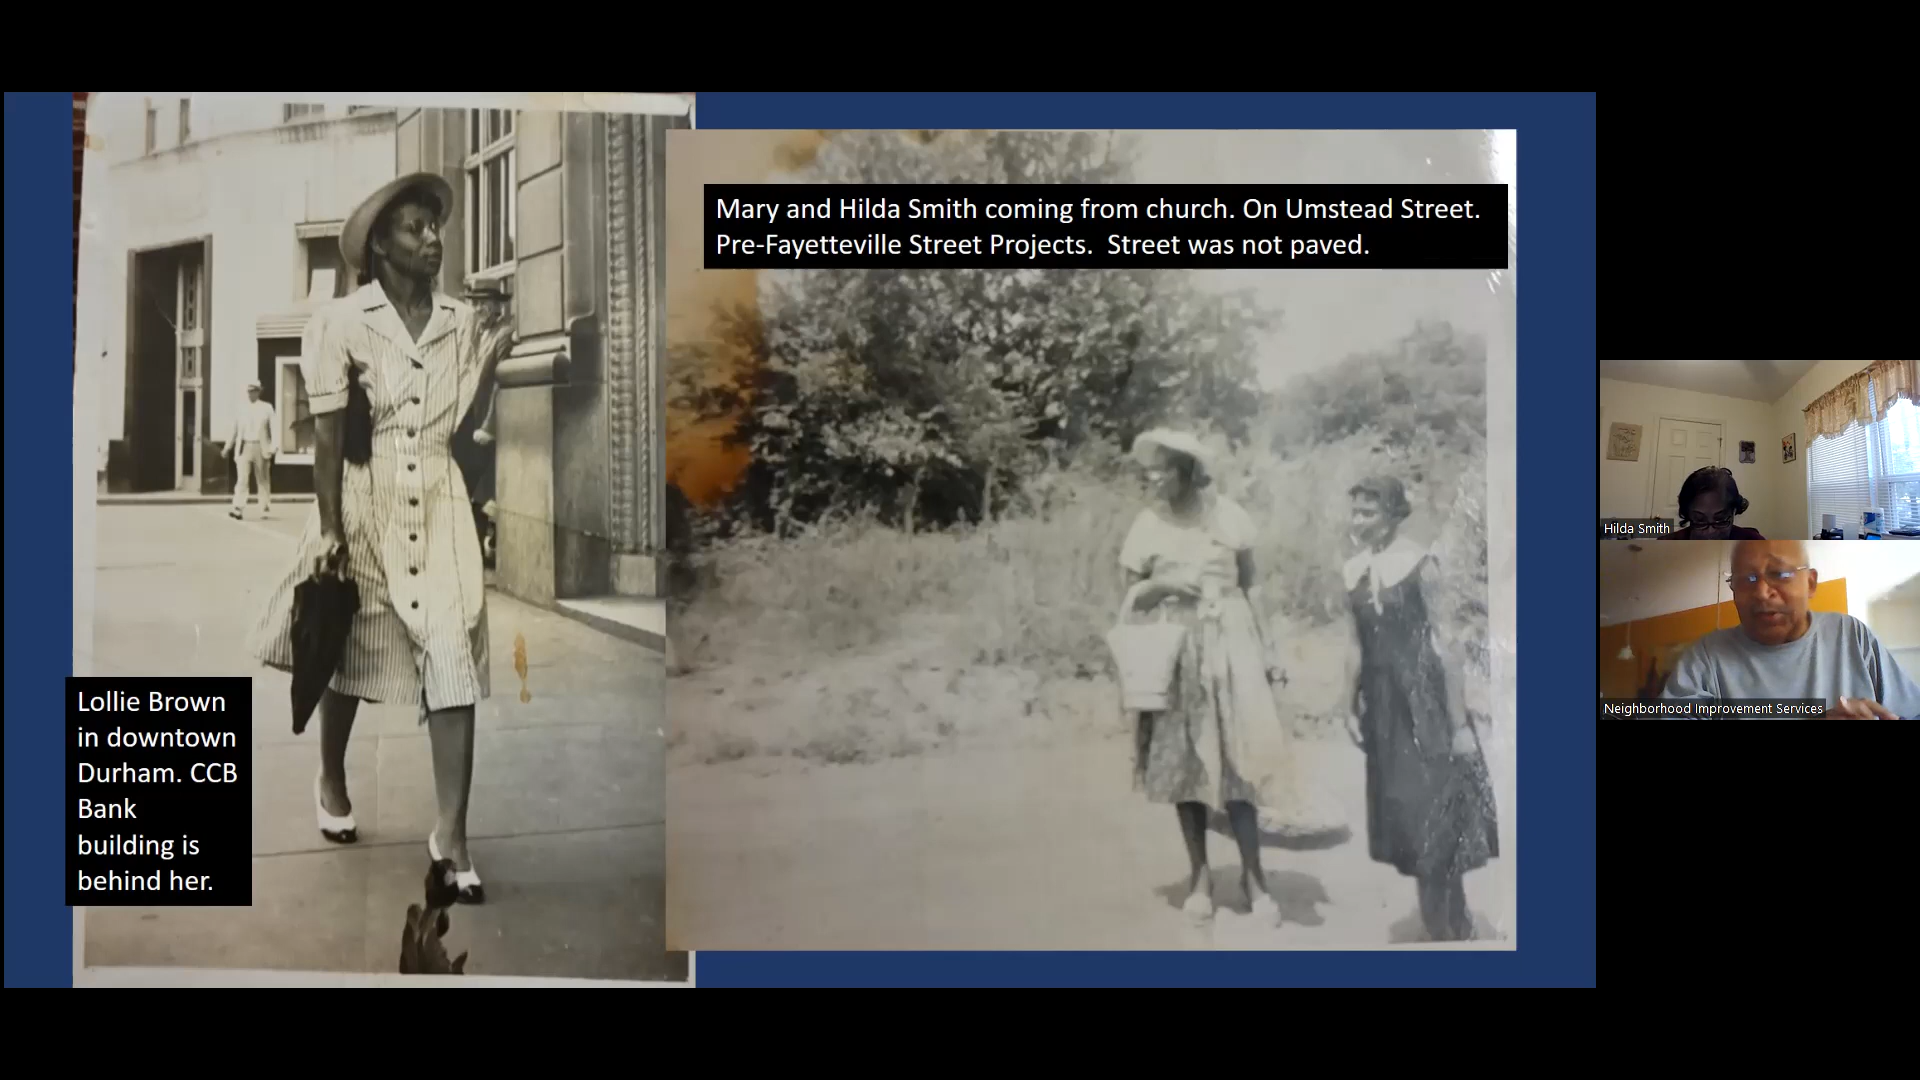 Mary and Hilda Smith coming from church. On Umstead Street.
Pre-Fayetteville Street Projects.  Street was not paved.
Lollie Brown
in downtown
Durham. CCB
Bank
building is
behind her.
Hilda Smith
Neighborhood Improvement Services